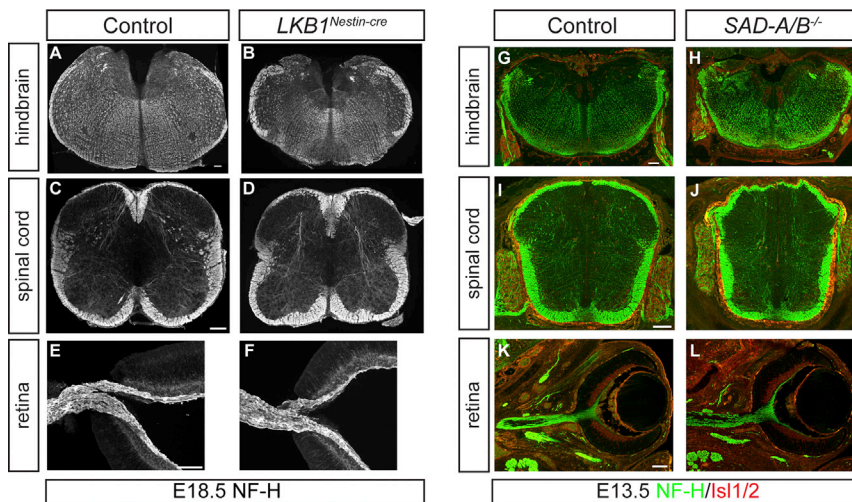 Control
LKB1Nestin-cre
Control
SAD-A/B-/-
hindbrain
A
B
spinal cord
C
D
retina
E
F
hindbrain
G
H
spinal cord
I
J
retina
K
L
E18.5 NF-H
E13.5 NF-H/Isl1/2